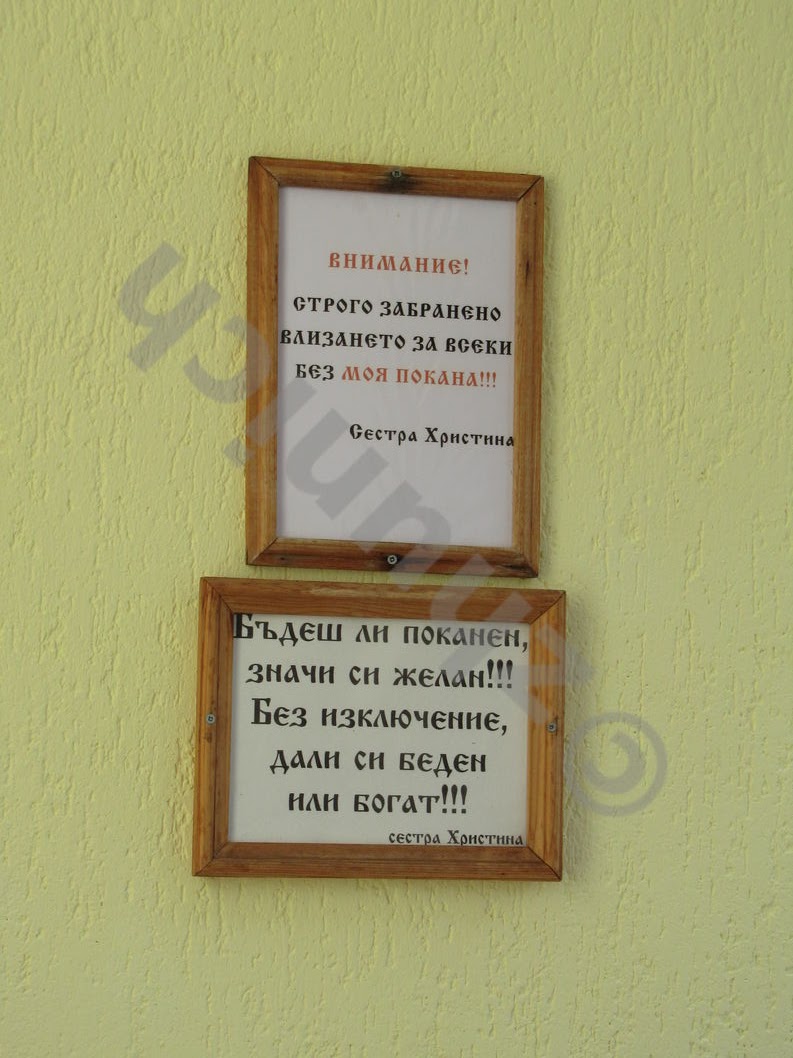 ВНИМАНИЕ!
СТРОГО ЗАБРАНЕНО
ВЛИЗАНЕТО ЗА ВСЕКИ
БЕЗ МОЯ ПОКАНА!!!
Сестра Христина
Бъдеш ли поканен,
значи си желан!!!
Без изключение,
дали си беден
или богат!!!
сестра Христина